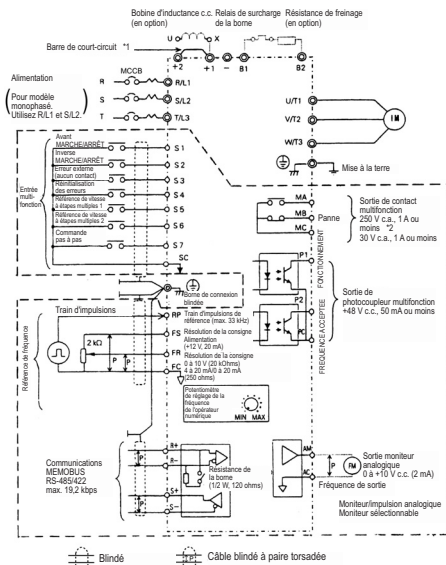 Bobine d'inductance c.c.
(en option)
Relais de surcharge
de la borne
Résistance de freinage
(en option)
U X
Barre de court-circuit *1
+2 +1 − B1 B2
Alimentation
MCCB
R R/L1
Pour modèle
monophasé.
Utilisez R/L1 et S/L2.
S S/L2
T T/L3
U/T1
V/T2
W/T3
IM
Mise à la terre
Avant
MARCHE/ARRÊT
S1
Inverse
MARCHE/ARRÊT
S2
Erreur externe
(aucun contact)
S3
Réinitialisation
des erreurs
S4
Référence de vitesse
à étapes multiples 1
S5
Référence de vitesse
à étapes multiples 2
S6
Commande
pas à pas
S7
SC
Entrée
multi-
fonction
MA
MB
MC
Panne
Sortie de contact
multifonction
250 V c.a., 1 A ou
moins *2
30 V c.a., 1 A ou moins
P1
FONCTIONNEMENT
P2
PC
FRÉQUENCE ACCEPTÉE
Sortie de
photocoupleur multifonction
+48 V c.c., 50 mA ou moins
Borne de connexion
blindée
Référence de fréquence
Train d'impulsions
RP
Train d'impulsions de
référence (max. 33 kHz)
2 kΩ
P
P
FS
Résolution de la consigne
Alimentation
(+12 V, 20 mA)
FR
Résolution de la consigne
0 à 10 V (20 kOhms)
FC
4 à 20 mA/0 à 20 mA
(250 ohms)
Potentiomètre
de réglage de la
fréquence
de l'opérateur
numérique
MIN MAX
Communications
MEMOBUS
RS-485/422
max. 19,2 kbps
P
P
R+
R−
S+
S−
Résistance de
la borne
(1/2 W, 120 ohms)
AM
AC
P
FM
Sortie moniteur
analogique
0 à +10 V c.c. (2 mA)
Fréquence de sortie
Moniteur/impulsion analogique
Moniteur sélectionnable
Blindé
P
Câble blindé à paire torsadée